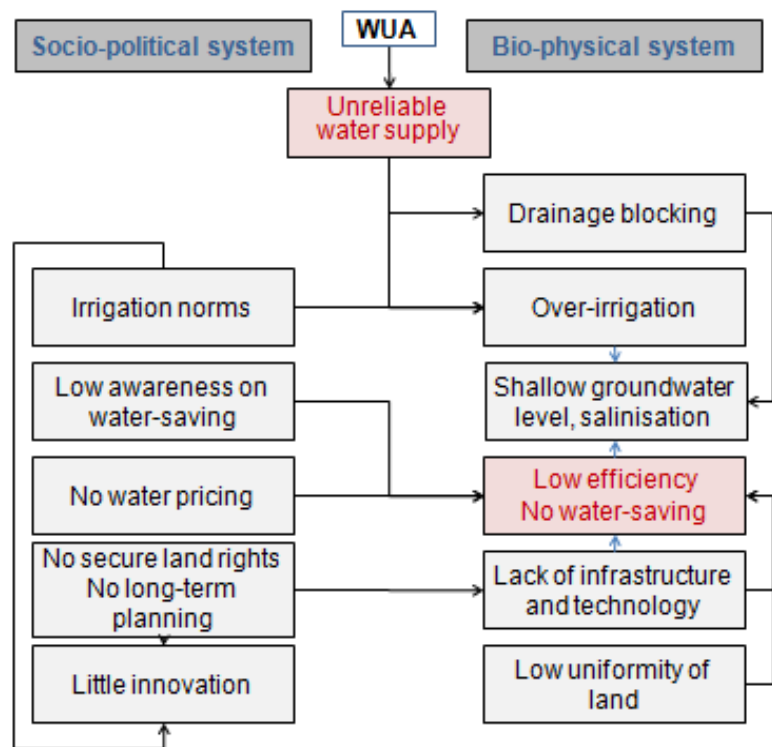 Socio-political system
WUA
Bio-physical system
Unreliable
water supply
Drainage blocking
Irrigation norms
Over-irrigation
Low awareness on
water-saving
Shallow groundwater
level, salinisation
No water pricing
Low efficiency
No water-saving
No secure land rights
No long-term
planning
Lack of infrastructure
and technology
Little innovation
Low uniformity of
land